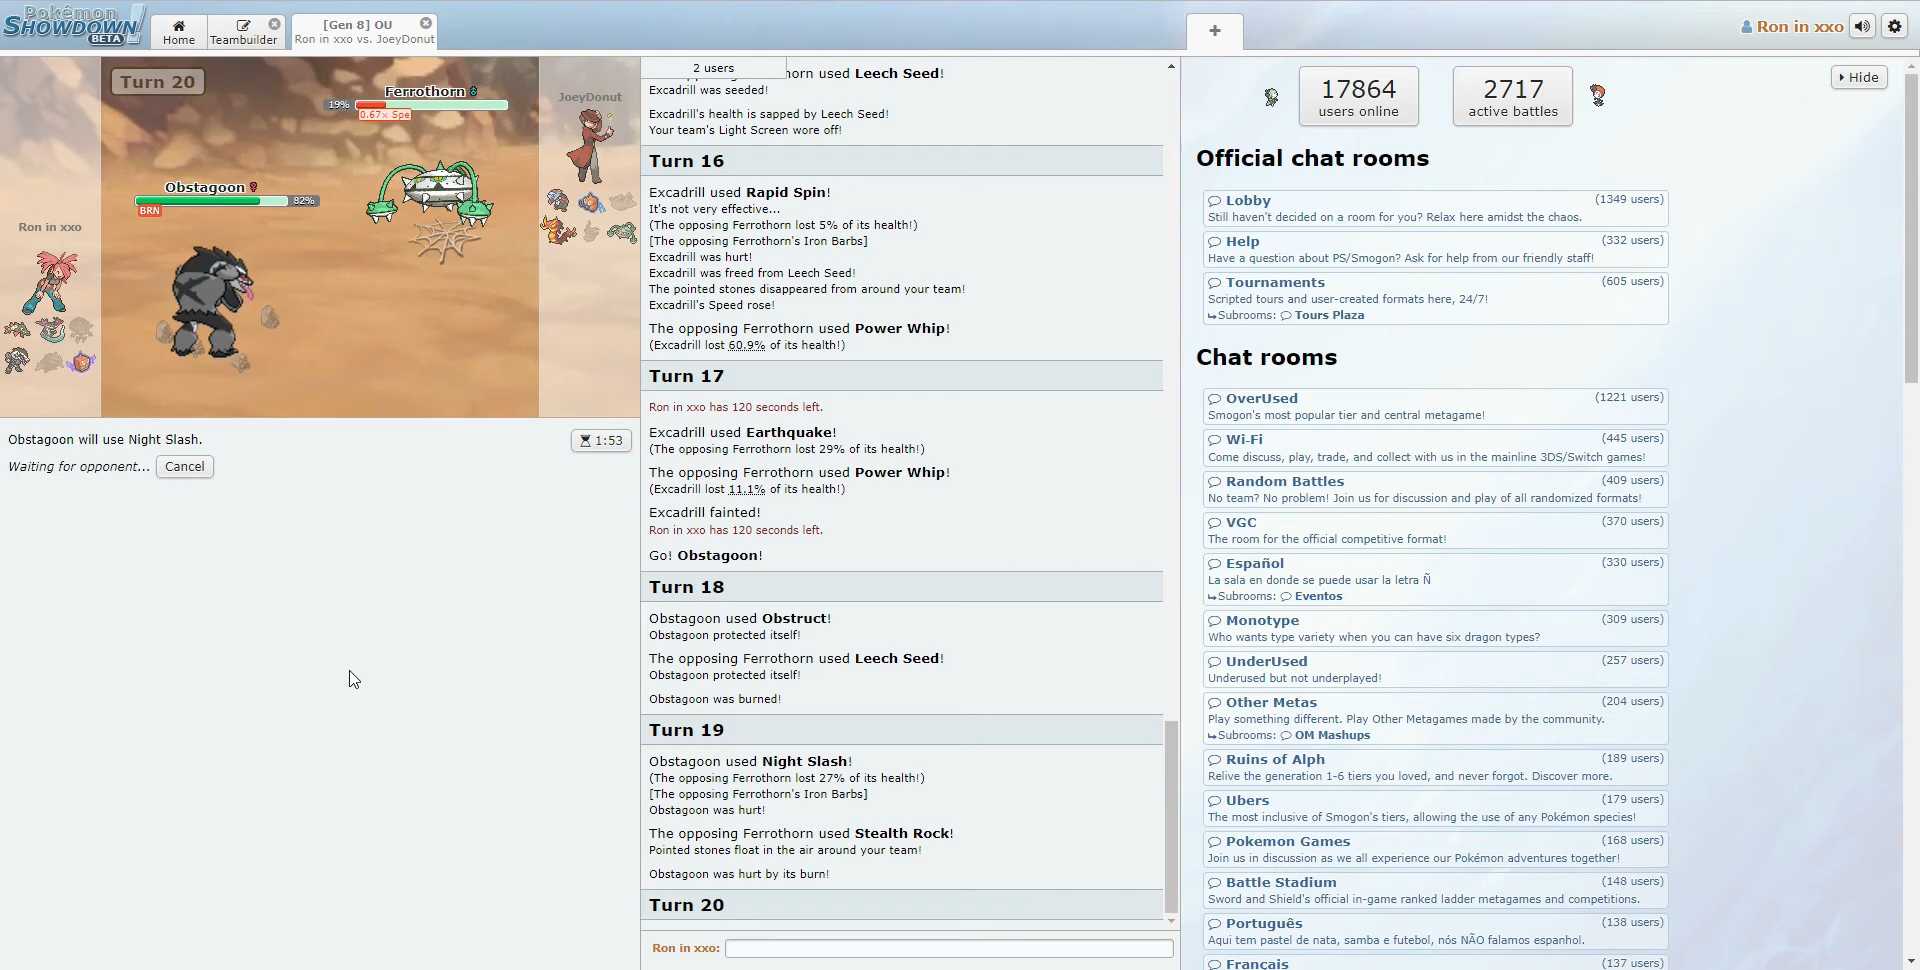 Pokémon
SHOWDOWN!
BETA
Home
Teambuilder
[Gen 8] OU
Ron in xxo vs. JoeyDonut
+
Ron in xxo
Turn 20
Ferrothorn
19%
0.67× Spe
Obstagoon
82%
BRN
Ron in xxo
JoeyDonut
Obstagoon will use Night Slash.
1:53
Waiting for opponent... Cancel
2 users
horn used Leech Seed!
Excadrill was seeded!
Excadrill's health is sapped by Leech Seed!
Your team's Light Screen wore off!
Turn 16
Excadrill used Rapid Spin!
It's not very effective...
(The opposing Ferrothorn lost 5% of its health!)
[The opposing Ferrothorn's Iron Barbs]
Excadrill was hurt!
Excadrill was freed from Leech Seed!
The pointed stones disappeared from around your team!
Excadrill's Speed rose!
The opposing Ferrothorn used Power Whip!
(Excadrill lost 60.9% of its health!)
Turn 17
Ron in xxo has 120 seconds left.
Excadrill used Earthquake!
(The opposing Ferrothorn lost 29% of its health!)
The opposing Ferrothorn used Power Whip!
(Excadrill lost 11.1% of its health!)
Excadrill fainted!
Ron in xxo has 120 seconds left.
Go! Obstagoon!
Turn 18
Obstagoon used Obstruct!
Obstagoon protected itself!
The opposing Ferrothorn used Leech Seed!
Obstagoon protected itself!
Obstagoon was burned!
Turn 19
Obstagoon used Night Slash!
(The opposing Ferrothorn lost 27% of its health!)
[The opposing Ferrothorn's Iron Barbs]
Obstagoon was hurt!
The opposing Ferrothorn used Stealth Rock!
Pointed stones float in the air around your team!
Obstagoon was hurt by its burn!
Turn 20
Ron in xxo:
17864
users online
2717
active battles
Hide
Official chat rooms
Lobby (1349 users)
Still haven't decided on a room for you? Relax here amidst the chaos.
Help (332 users)
Have a question about PS/Smogon? Ask for help from our friendly staff!
Tournaments (605 users)
Scripted tours and user-created formats here, 24/7!
Subrooms: Tours Plaza
Chat rooms
OverUsed (1221 users)
Smogon's most popular tier and central metagame!
Wi-Fi (445 users)
Come discuss, play, trade, and collect with us in the mainline 3DS/Switch games!
Random Battles (409 users)
No team? No problem! Join us for discussion and play of all randomized formats!
VGC (370 users)
The room for the official competitive format!
Español (330 users)
La sala en donde se puede usar la letra Ñ
Subrooms: Eventos
Monotype (309 users)
Who wants type variety when you can have six dragon types?
UnderUsed (257 users)
Underused but not underplayed!
Other Metas (204 users)
Play something different. Play Other Metagames made by the community.
Subrooms: OM Mashups
Ruins of Alph (189 users)
Relive the generation 1-6 tiers you loved, and never forgot. Discover more.
Ubers (179 users)
The most inclusive of Smogon's tiers, allowing the use of any Pokémon species!
Pokemon Games (168 users)
Join us in discussion as we all experience our Pokémon adventures together!
Battle Stadium (148 users)
Sword and Shield's official in-game ranked ladder metagames and competitions.
Português (138 users)
Aqui tem pastel de nata, samba e futebol, nós NÃO falamos espanhol.
Français (137 users)